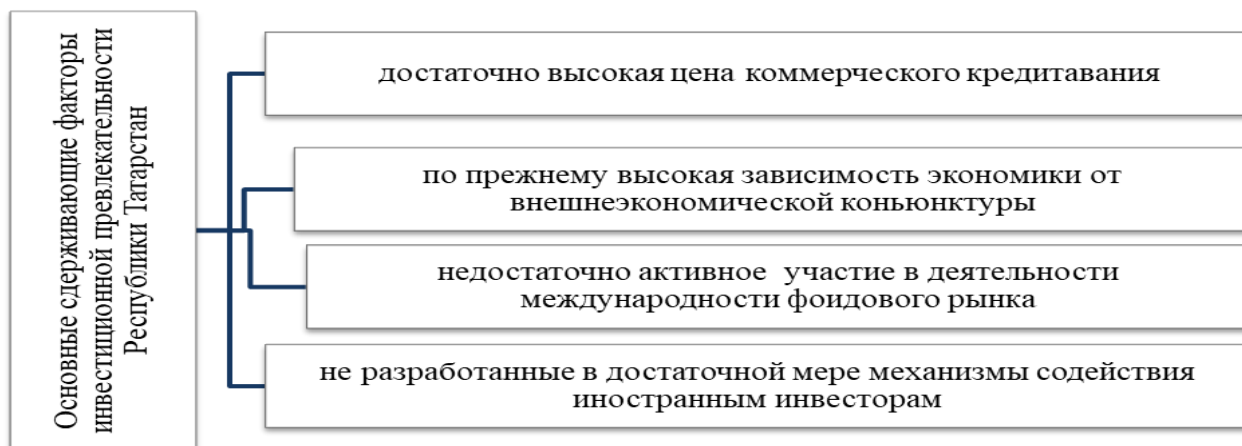 Основные сдерживающие факторы
инвестиционной превлекательности
Республики Татарстан
достаточно высокая цена коммерческого кредитавания
по прежнему высокая зависимость экономики от
внешнеэкономической коньюнктуры
недостаточно активное участие в деятельности
международности фоидового рынка
не разработанные в достаточной мере механизмы содействия
иностранным инвесторам